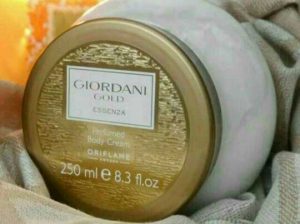 GIORDANI
GOLD
ESSENZA
Perfumed
Body Cream
ORIFLAME
250 ml e 8.3 fl.oz